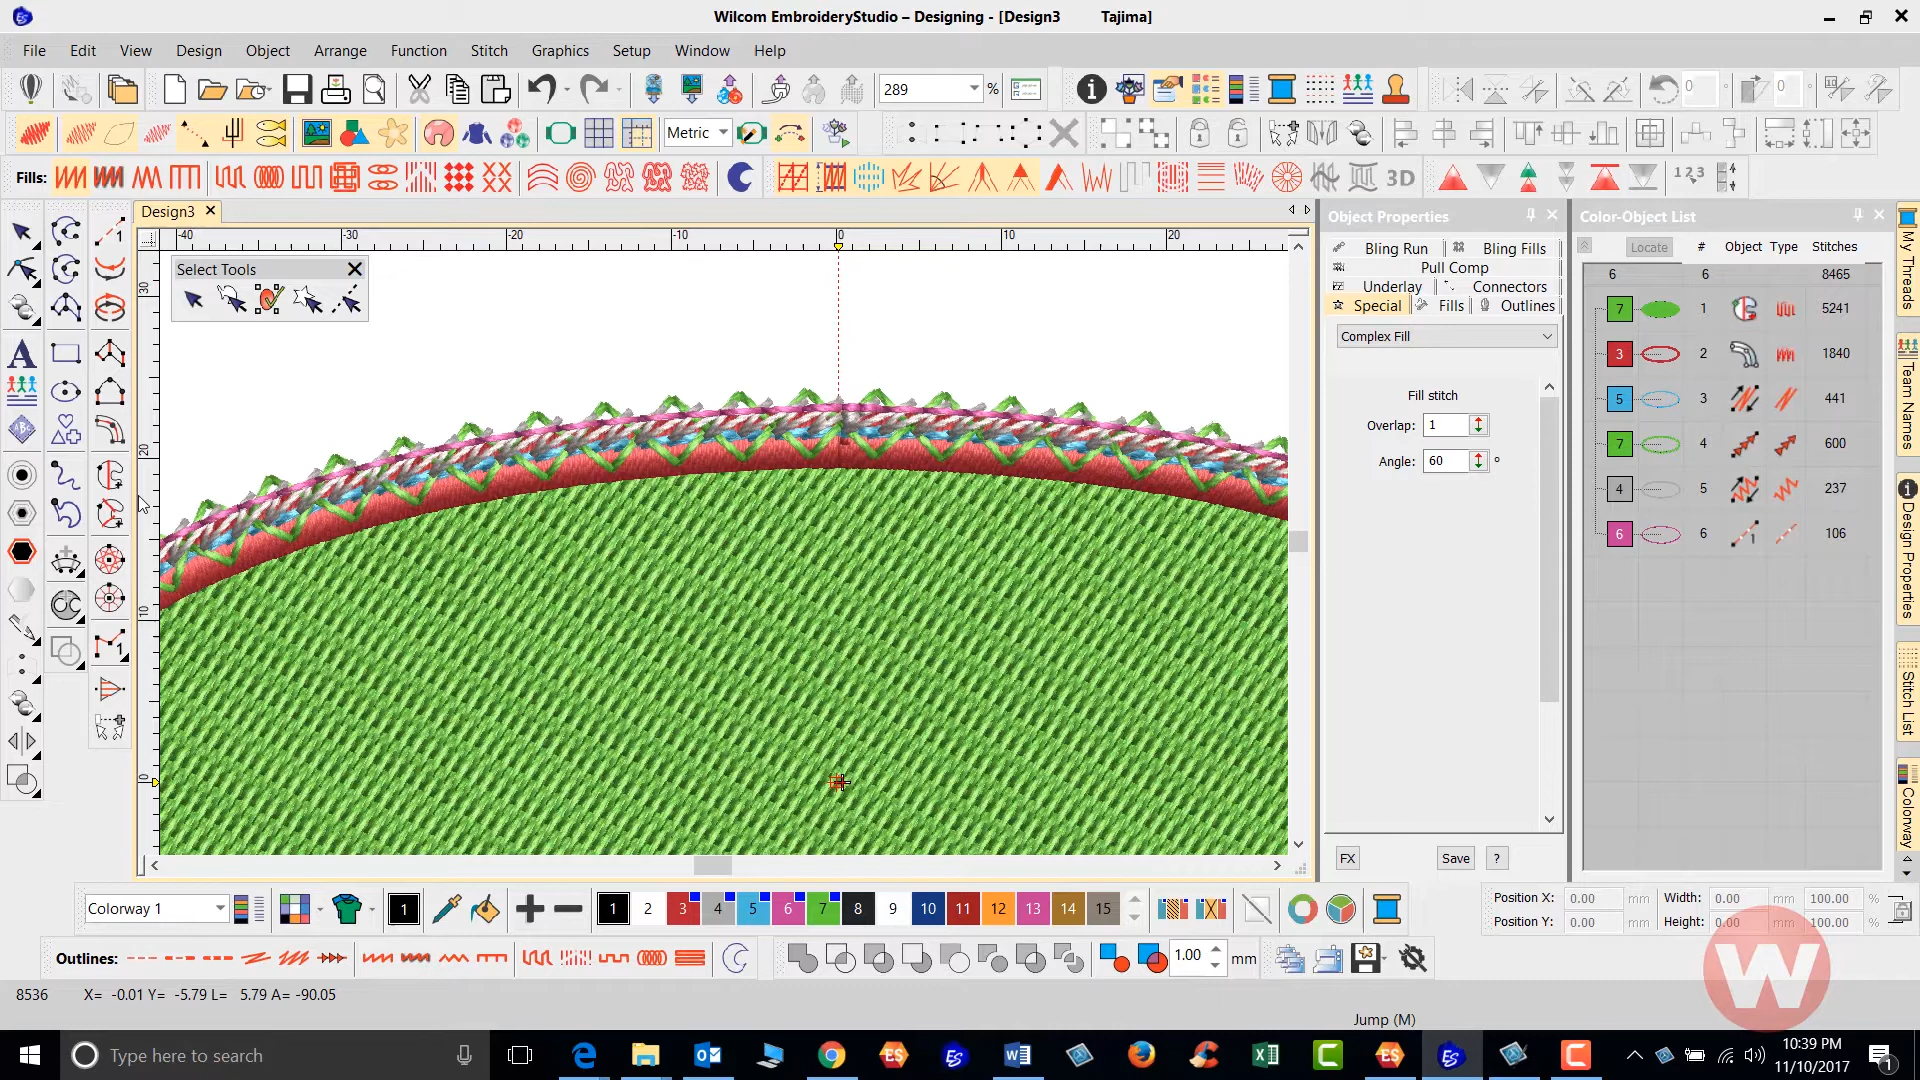 Wilcom EmbroideryStudio – Designing - [Design3 Tajima]
File Edit View Design Object Arrange Function Stitch Graphics Setup Window Help
289 %
0 0
Metric
Fills: 3D 1 2 3
Design3
-40 -30 -20 -10 0 10 20
30
20
10
0
Select Tools
Object Properties
Bling Run Bling Fills
Pull Comp
Underlay Connectors
Special Fills Outlines
Complex Fill
Fill stitch
Overlap: 1
Angle: 60 °
FX Save ?
Color-Object List
Locate # Object Type Stitches
6 6 8465
7 1 5241
3 2 1840
5 3 441
7 4 600
4 5 237
6 6 106
My Threads
Team Names
Design Properties
Stitch List
Colorway
Colorway 1
1
1 2 3 4 5 6 7 8 9 10 11 12 13 14 15
Position X: 0.00 mm Width: 0.00 mm 100.00 %
Position Y: 0.00 mm Height: 0.00 mm 100.00 %
Outlines: 1.00 mm
8536 X= -0.01 Y= -5.79 L= 5.79 A= -90.05
Jump (M)
W
Type here to search
10:39 PM
11/10/2017
1